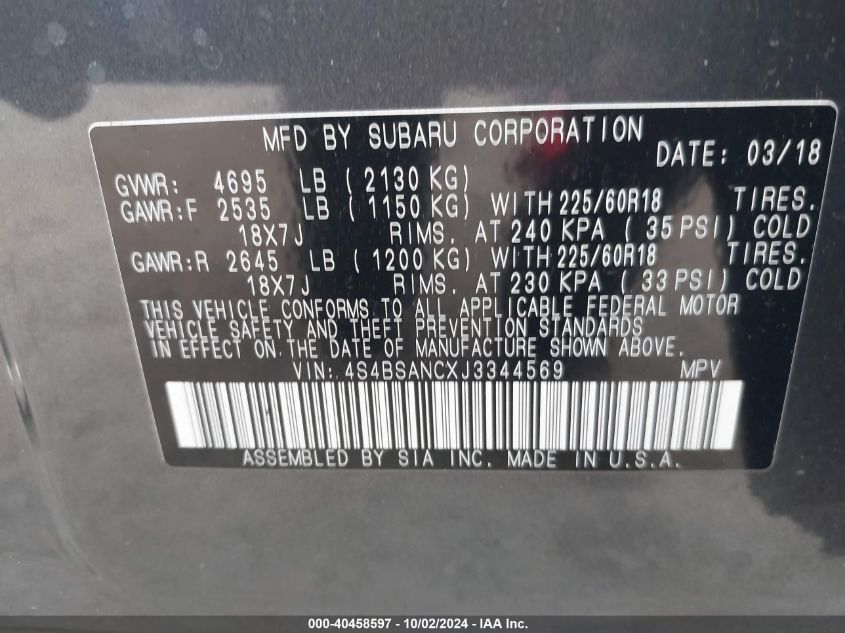 MFD BY SUBARU CORPORATION
DATE: 03/18
GVWR: 4695 LB ( 2130 KG)
GAWR:F 2535 LB ( 1150 KG) WITH 225/60R18 TIRES.
18X7J RIMS. AT 240 KPA ( 35 PSI) COLD
GAWR:R 2645 LB ( 1200 KG) WITH 225/60R18 TIRES.
18X7J RIMS. AT 230 KPA ( 33 PSI) COLD
THIS VEHICLE CONFORMS TO ALL APPLICABLE FEDERAL MOTOR
VEHICLE SAFETY AND THEFT PREVENTION STANDARDS
IN EFFECT ON THE DATE OF MANUFACTURE SHOWN ABOVE.
VIN: 4S4BSANCXJ3344569 MPV
ASSEMBLED BY SIA INC. MADE IN U.S.A.
000-40458597 - 10/02/2024 - IAA Inc.